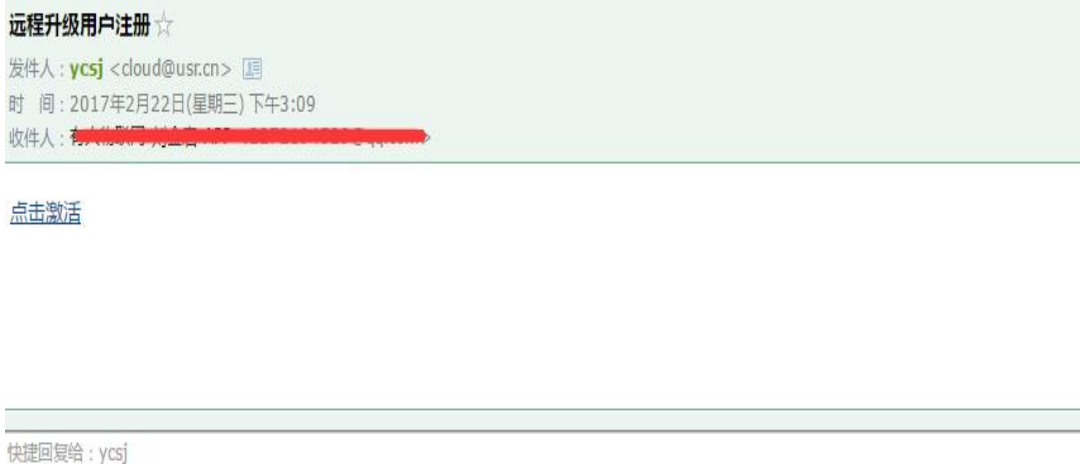 远程升级用户注册☆
发件人：ycsj <cloud@usr.cn>
时 间：2017年2月22日(星期三) 下午3:09
收件人：
点击激活
快捷回复给：ycsj